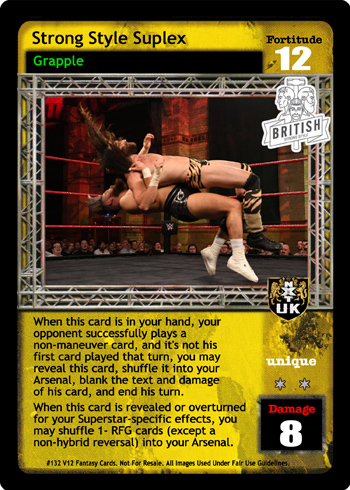 Strong Style Suplex
Fortitude
12
Grapple
BRITISH
NXT
UK
When this card is in your hand, your
opponent successfully plays a
non-maneuver card, and it's not his
first card played that turn, you may
reveal this card, shuffle it into your
Arsenal, blank the text and damage
of his card, and end his turn.
When this card is revealed or overturned
for your Superstar-specific effects, you
may shuffle 1- RFG cards (except a
non-hybrid reversal) into your Arsenal.
unique
Damage
8
#132 V12 Fantasy Cards. Not For Resale. All Images Used Under Fair Use Guidelines.